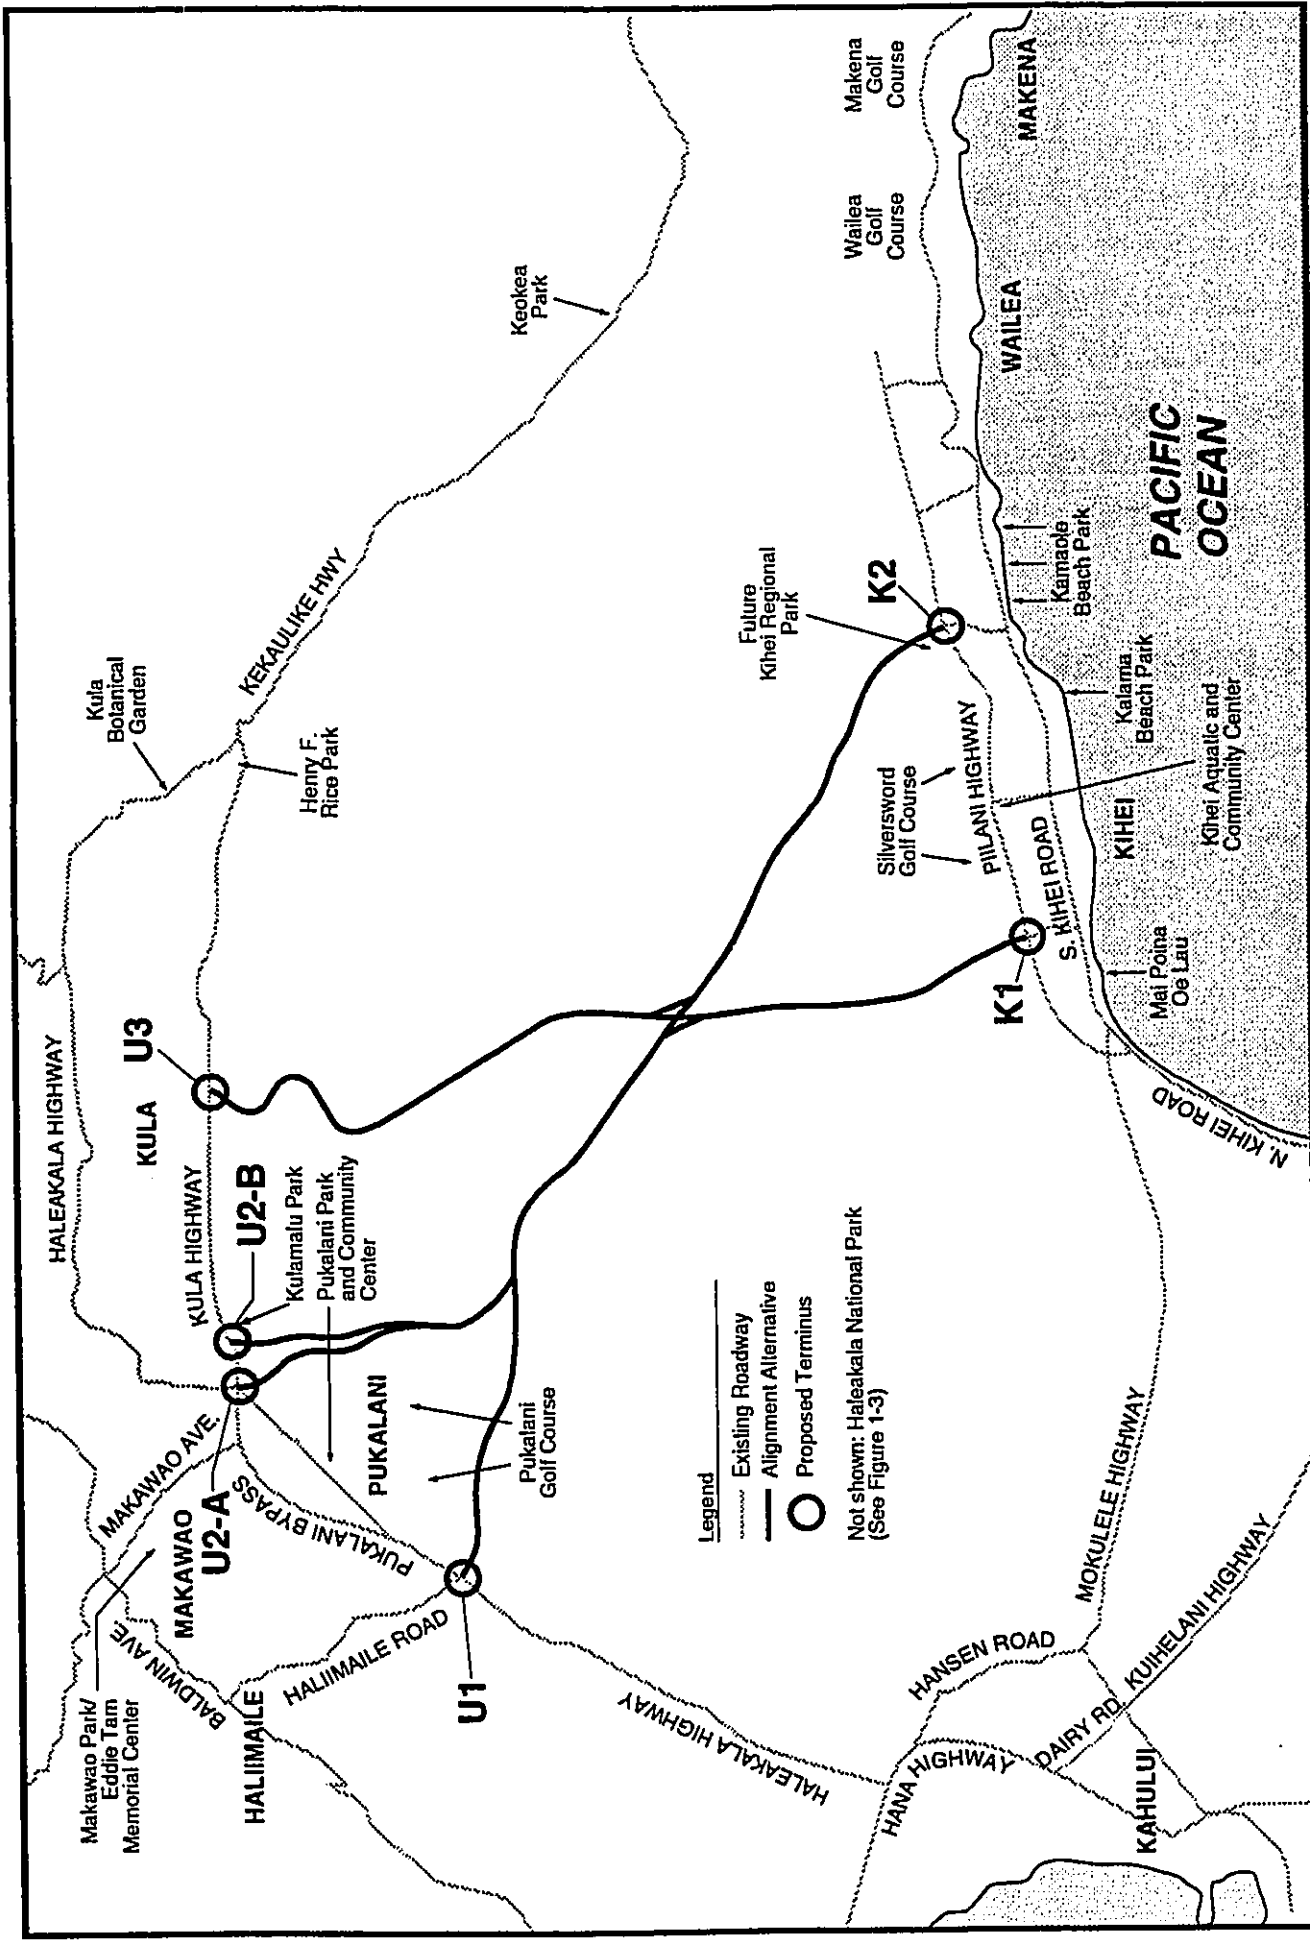 Makawao Park/
Eddie Tam
Memorial Center
MAKAWAO AVE.
BALDWIN AVE.
MAKAWAO
U2-A
HALIIMAILE
HALIIMAILE ROAD
PUKALANI BYPASS
U1
HALEAKALA HIGHWAY
KULA HIGHWAY
KULA
U3
U2-B
Kulamalu Park
Pukalani Park
and Community
Center
PUKALANI
Pukalani
Golf Course
HALEAKALA HIGHWAY
Kula
Botanical
Garden
KEKAULIKE HWY
Henry F.
Rice Park
Keokea
Park
Legend
Existing Roadway
Alignment Alternative
Proposed Terminus
Not shown: Haleakala National Park
(See Figure 1-3)
HANA HIGHWAY
HANSEN ROAD
DAIRY RD.
KUIHELANI HIGHWAY
MOKULELE HIGHWAY
KAHULUI
K1
K2
Future
Kihei Regional
Park
Silversword
Golf Course
PIILANI HIGHWAY
S. KIHEI ROAD
N. KIHEI ROAD
Mai Poina
Oe Lau
KIHEI
Kihei Aquatic and
Community Center
Kalama
Beach Park
Kamaole
Beach Park
Wailea
Golf
Course
Makena
Golf
Course
WAILEA
MAKENA
PACIFIC
OCEAN